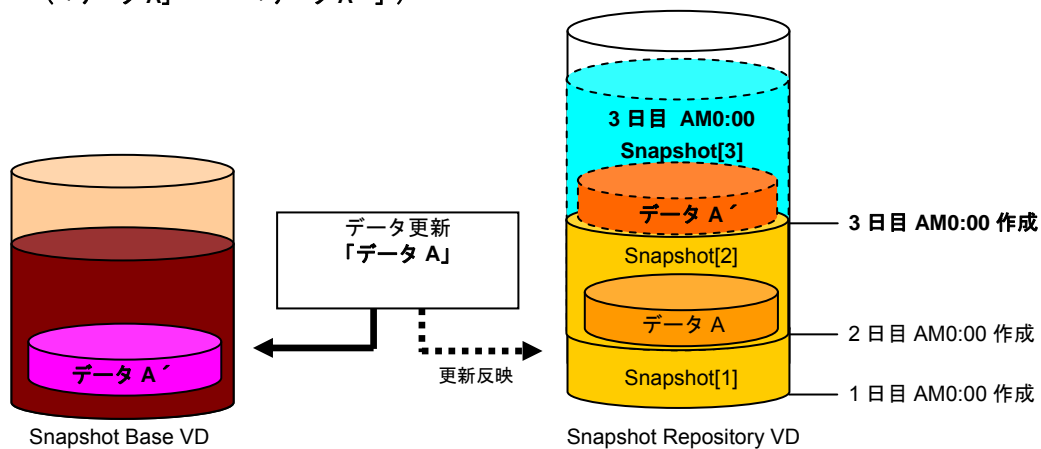 3 日目 AM0:00
Snapshot[3]
データ A´
データ更新
「データ A」
3 日目 AM0:00 作成
Snapshot[2]
データ A
2 日目 AM0:00 作成
データ A´
更新反映
Snapshot[1]
1 日目 AM0:00 作成
Snapshot Base VD
Snapshot Repository VD